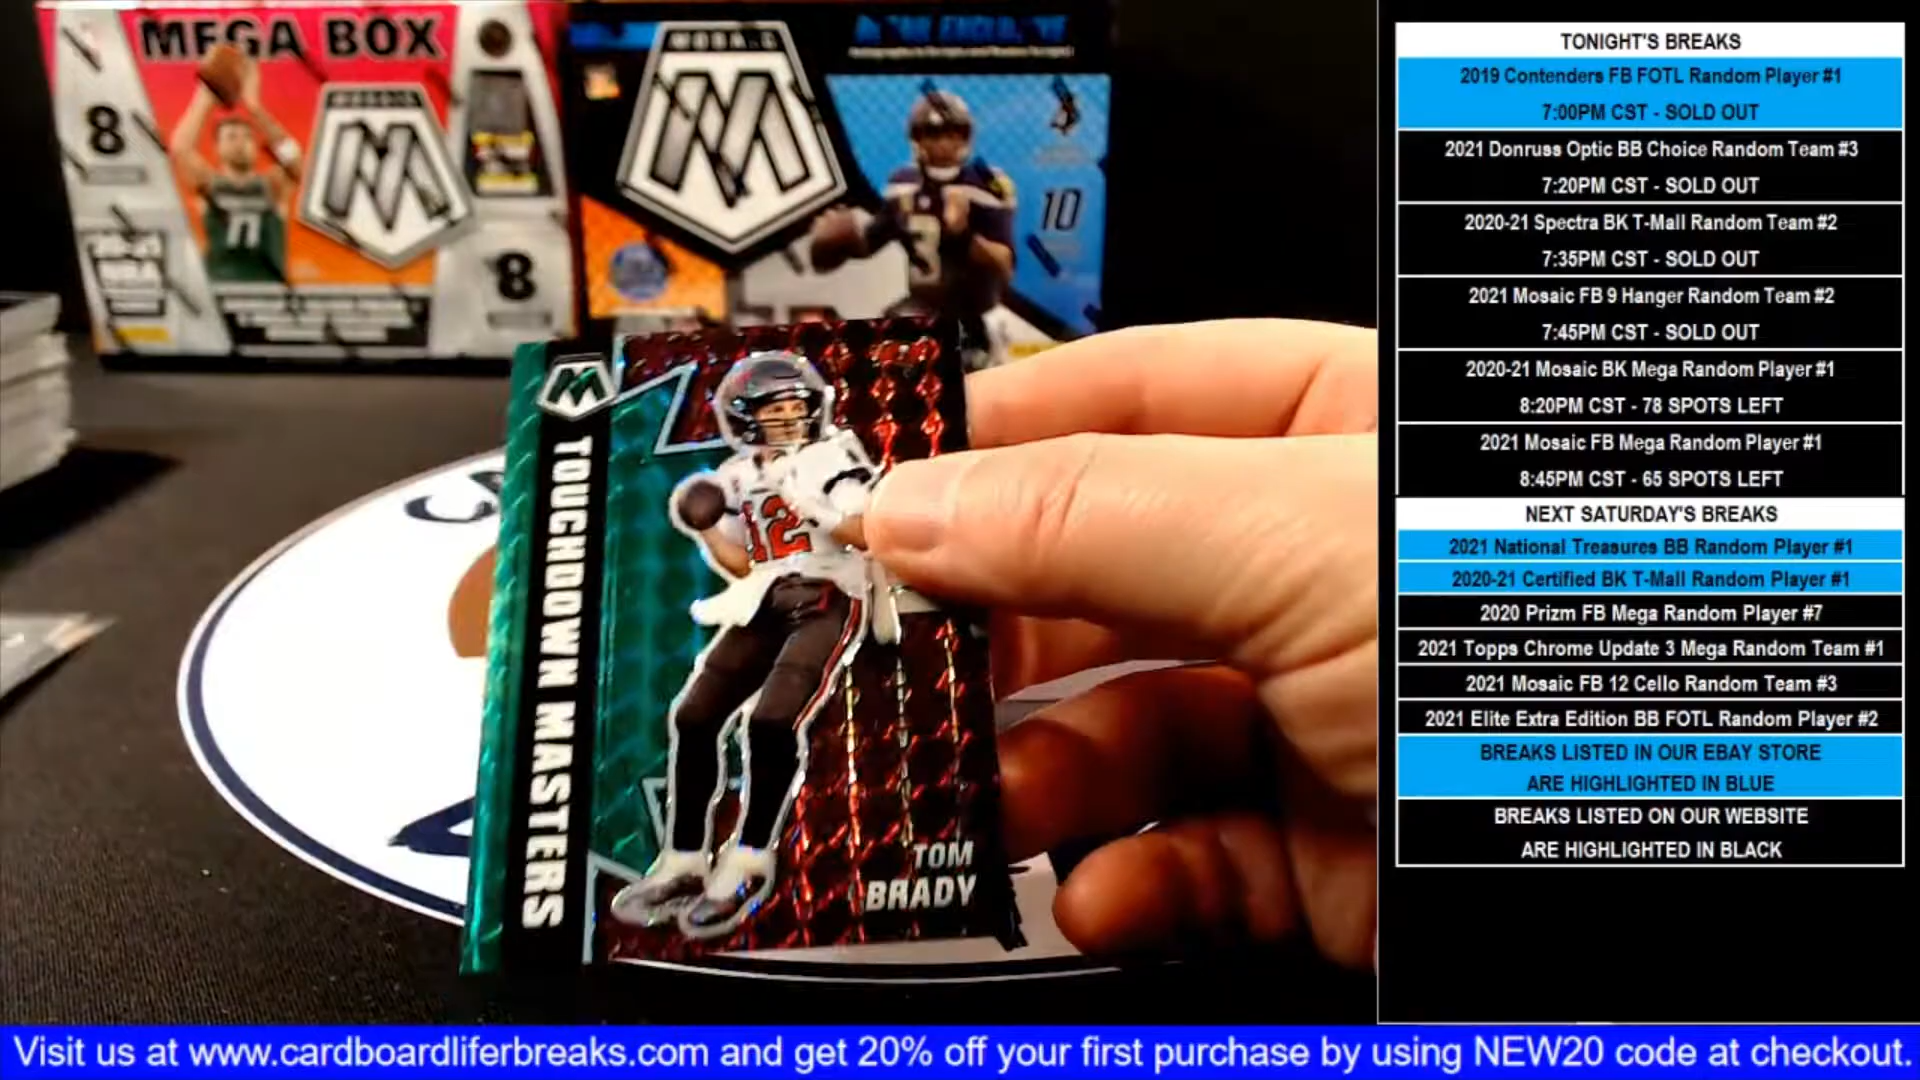 MEGA BOX
MOSAIC
8
8
20-21
NBA
MOSAIC
10
3
77
TOUCHDOWN MASTERS
12
TOM
BRADY
TONIGHT'S BREAKS
2019 Contenders FB FOTL Random Player #1
7:00PM CST - SOLD OUT
2021 Donruss Optic BB Choice Random Team #3
7:20PM CST - SOLD OUT
2020-21 Spectra BK T-Mall Random Team #2
7:35PM CST - SOLD OUT
2021 Mosaic FB 9 Hanger Random Team #2
7:45PM CST - SOLD OUT
2020-21 Mosaic BK Mega Random Player #1
8:20PM CST - 78 SPOTS LEFT
2021 Mosaic FB Mega Random Player #1
8:45PM CST - 65 SPOTS LEFT
NEXT SATURDAY'S BREAKS
2021 National Treasures BB Random Player #1
2020-21 Certified BK T-Mall Random Player #1
2020 Prizm FB Mega Random Player #7
2021 Topps Chrome Update 3 Mega Random Team #1
2021 Mosaic FB 12 Cello Random Team #3
2021 Elite Extra Edition BB FOTL Random Player #2
BREAKS LISTED IN OUR EBAY STORE
ARE HIGHLIGHTED IN BLUE
BREAKS LISTED ON OUR WEBSITE
ARE HIGHLIGHTED IN BLACK
Visit us at www.cardboardliferbreaks.com and get 20% off your first purchase by using NEW20 code at checkout.